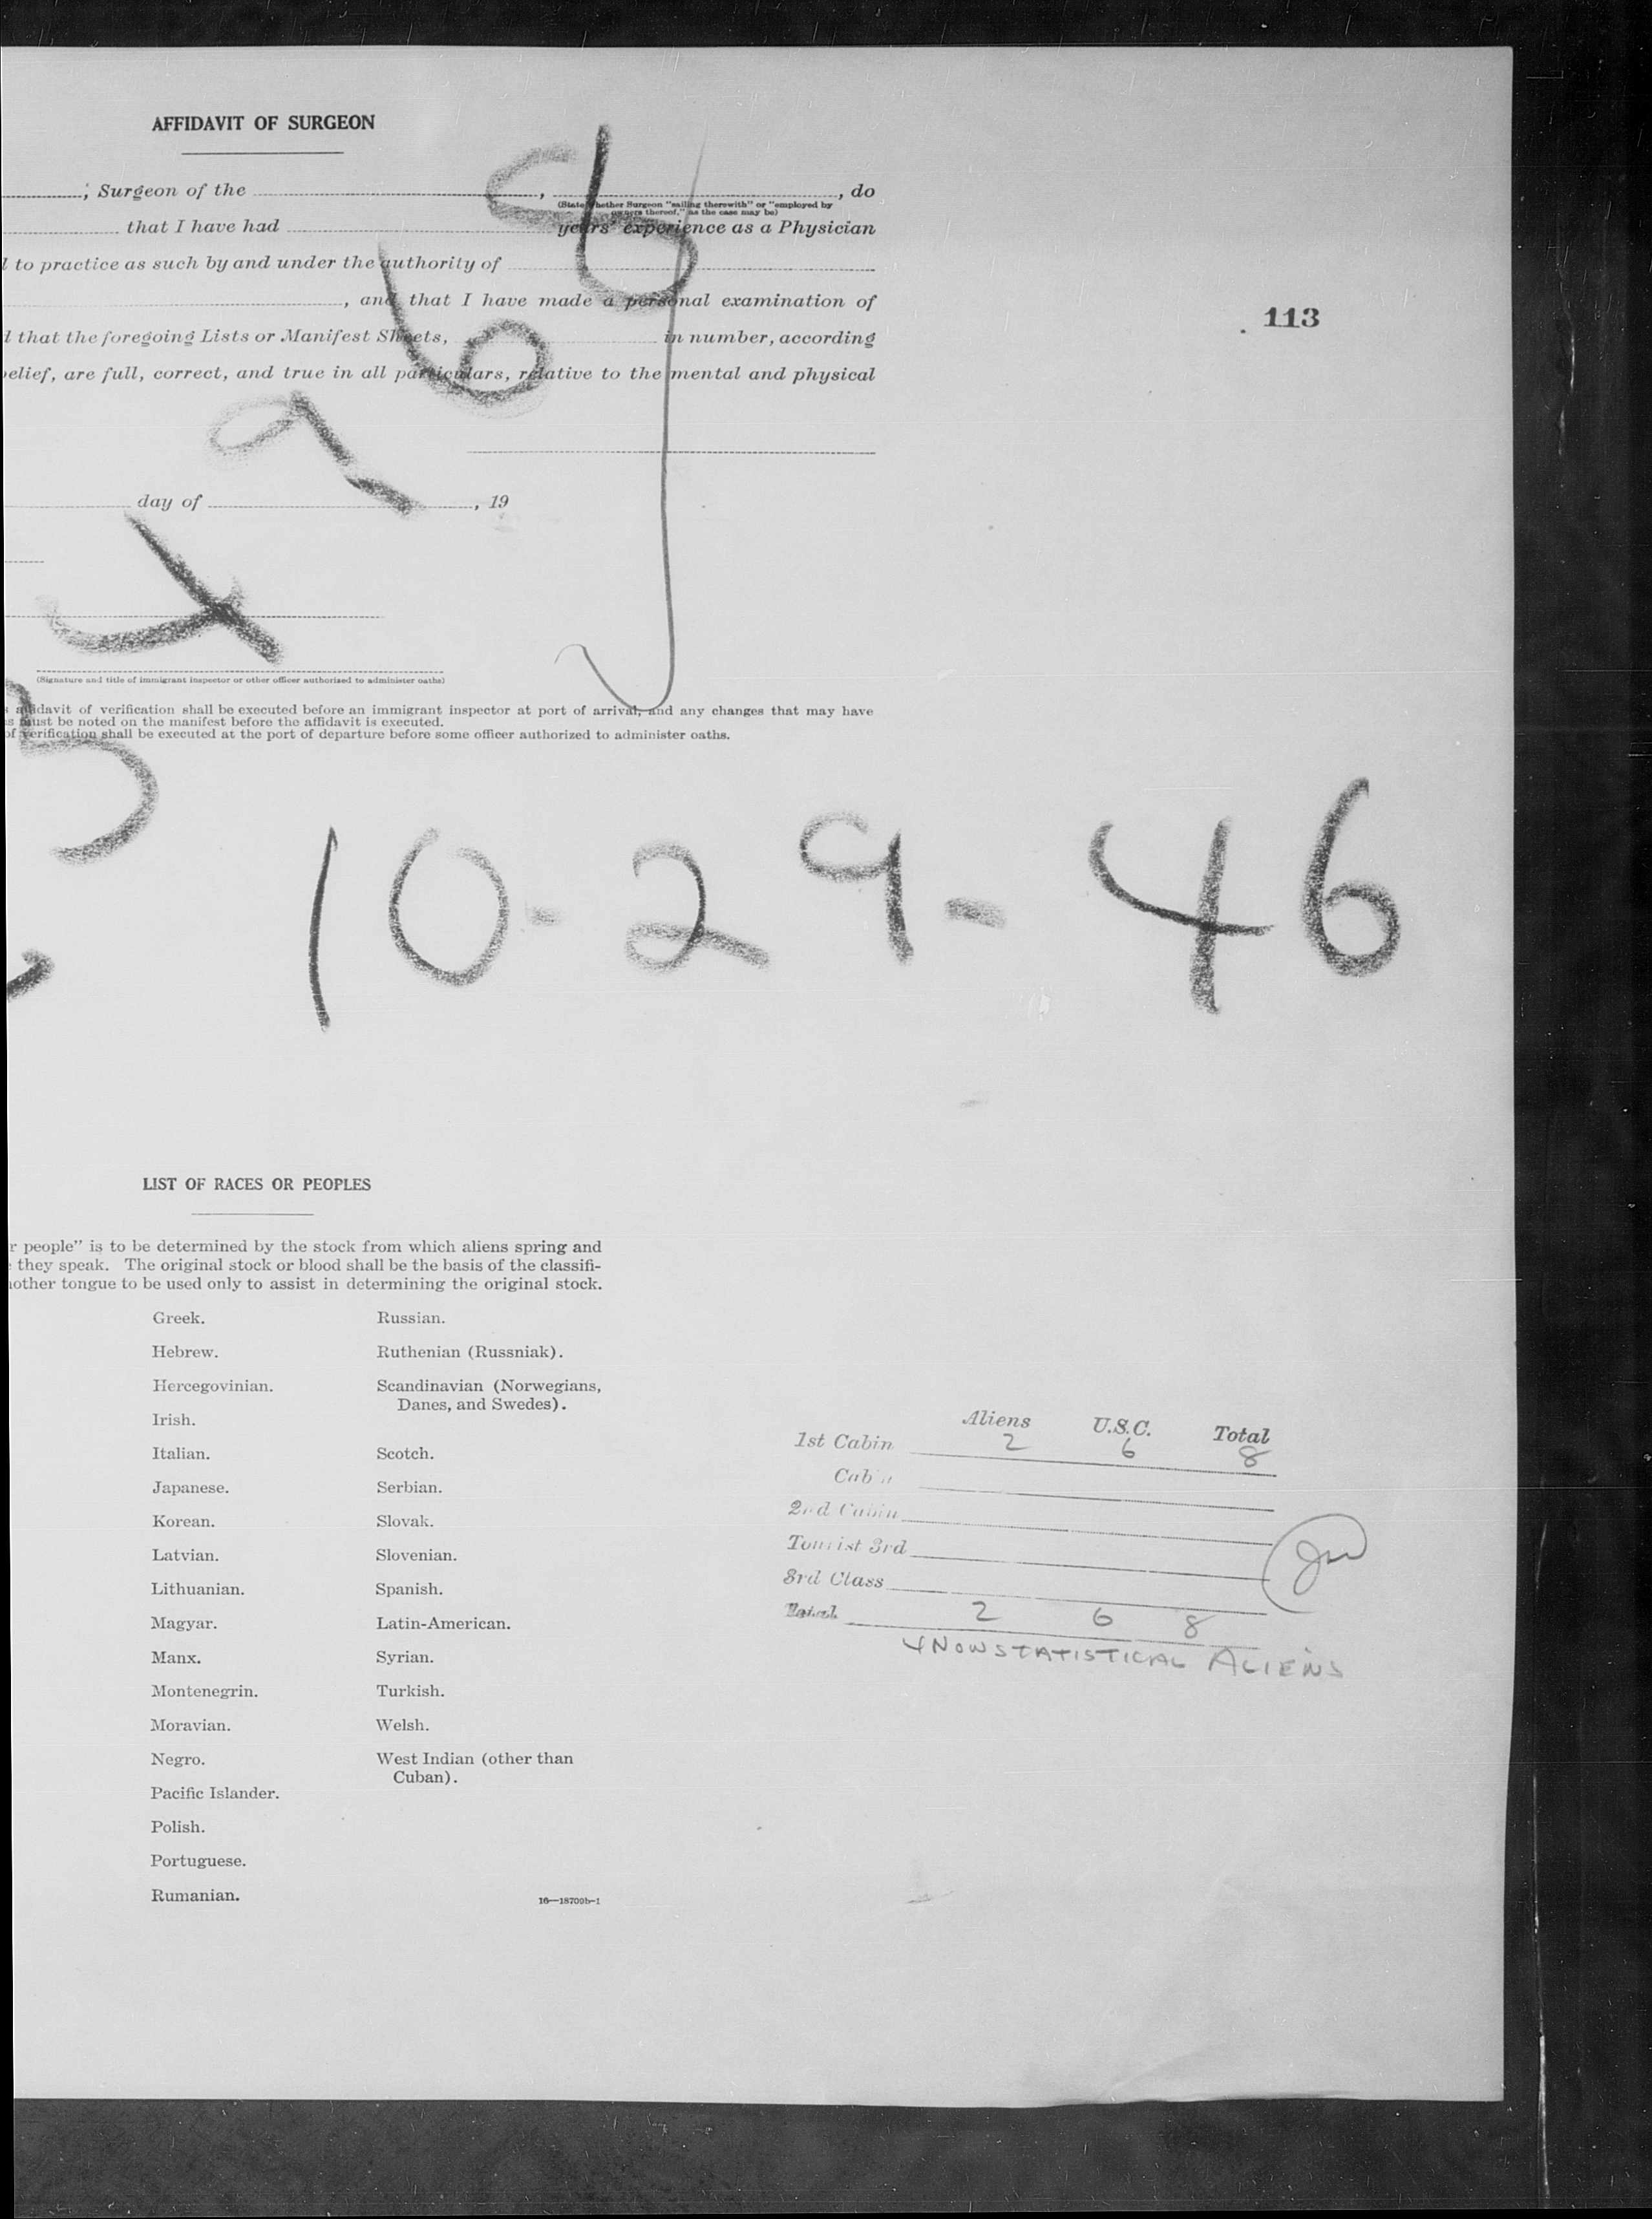 AFFIDAVIT OF SURGEON
, Surgeon of the , , do
(State whether Surgeon "sailing therewith" or "employed by
owners thereof," as the case may be)
that I have had years' experience as a Physician
to practice as such by and under the authority of
, and that I have made a personal examination of
113
that the foregoing Lists or Manifest Sheets, in number, according
belief, are full, correct, and true in all particulars, relative to the mental and physical
day of , 19
(Signature and title of immigrant inspector or other officer authorized to administer oaths)
affidavit of verification shall be executed before an immigrant inspector at port of arrival, and any changes that may have
must be noted on the manifest before the affidavit is executed.
of verification shall be executed at the port of departure before some officer authorized to administer oaths.
10-29-46
LIST OF RACES OR PEOPLES
people" is to be determined by the stock from which aliens spring and
they speak. The original stock or blood shall be the basis of the classifi-
other tongue to be used only to assist in determining the original stock.
Greek.
Hebrew.
Hercegovinian.
Irish.
Italian.
Japanese.
Korean.
Latvian.
Lithuanian.
Magyar.
Manx.
Montenegrin.
Moravian.
Negro.
Pacific Islander.
Polish.
Portuguese.
Rumanian.
Russian.
Ruthenian (Russniak).
Scandinavian (Norwegians,
Danes, and Swedes).
Scotch.
Serbian.
Slovak.
Slovenian.
Spanish.
Latin-American.
Syrian.
Turkish.
Welsh.
West Indian (other than
Cuban).
16—18709b-1
Aliens U.S.C. Total
1st Cabin 2 6 8
Cabin
2nd Cabin
Tourist 3rd
3rd Class
Total 2 6 8
4 NONSTATISTICAL ALIENS